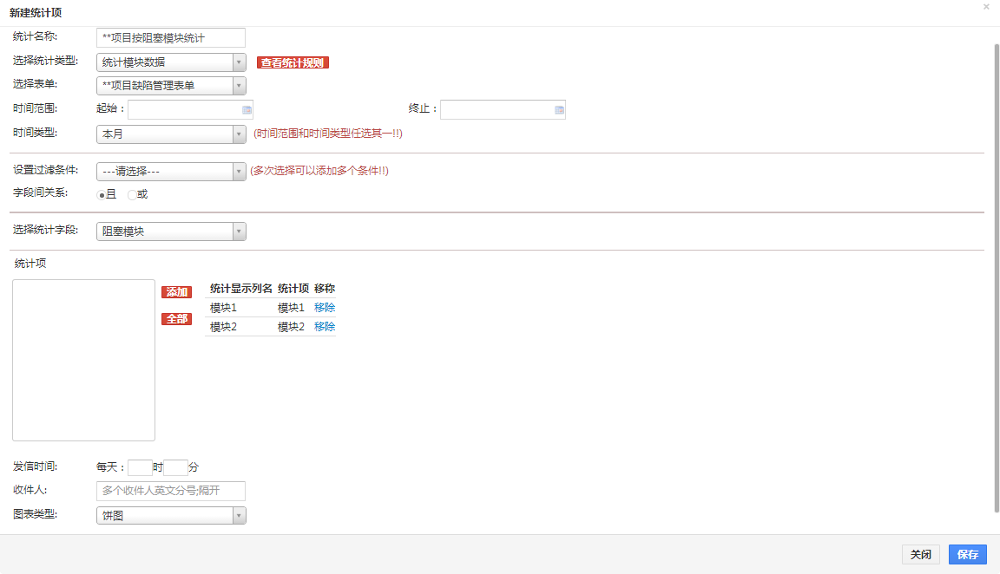 新建统计项
×
统计名称: **项目按阻塞模块统计
选择统计类型: 统计模块数据 查看统计规则
选择表单: **项目缺陷管理表单
时间范围: 起始： 终止：
时间类型: 本月 (时间范围和时间类型任选其一!!)
设置过滤条件: ---请选择--- (多次选择可以添加多个条件!!)
字段间关系: 且 或
选择统计字段: 阻塞模块
统计项
添加
全部
统计显示列名 统计项 移称
模块1 模块1 移除
模块2 模块2 移除
发信时间: 每天： 时 分
收件人: 多个收件人英文分号;隔开
图表类型: 饼图
关闭 保存